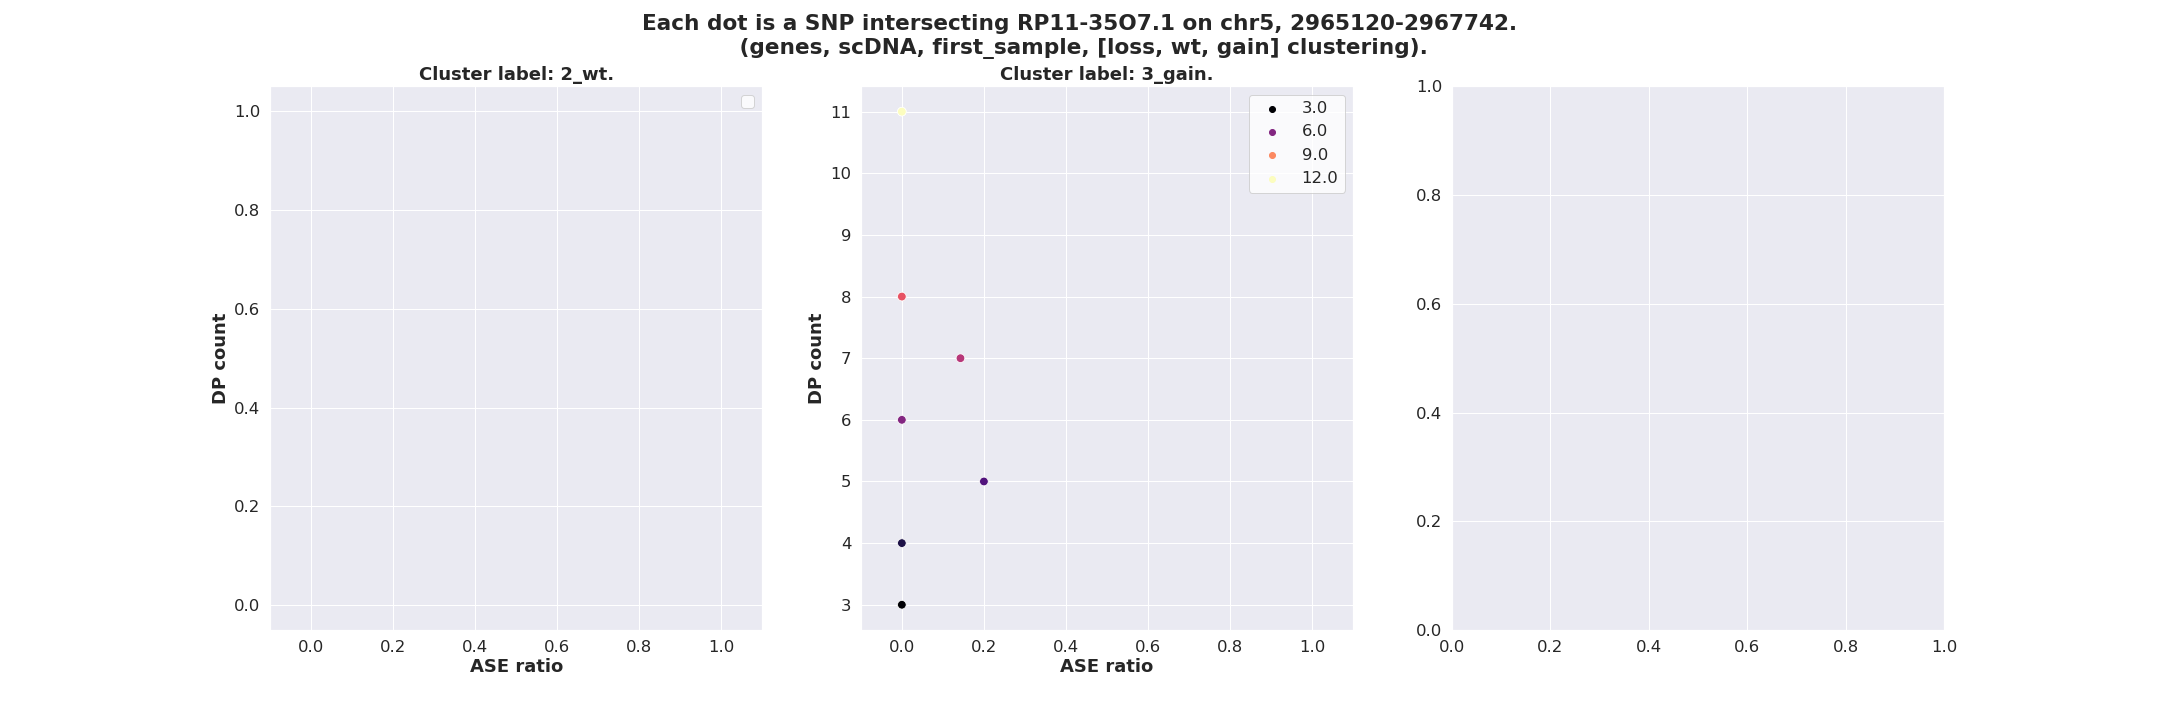 Each dot is a SNP intersecting RP11-35O7.1 on chr5, 2965120-2967742.
(genes, scDNA, first_sample, [loss, wt, gain] clustering).
Cluster label: 2_wt.
DP count
1.0
0.8
0.6
0.4
0.2
0.0
0.0 0.2 0.4 0.6 0.8 1.0
ASE ratio
Cluster label: 3_gain.
DP count
11
10
9
8
7
6
5
4
3
3.0
6.0
9.0
12.0
0.0 0.2 0.4 0.6 0.8 1.0
ASE ratio
1.0
0.8
0.6
0.4
0.2
0.0
0.0 0.2 0.4 0.6 0.8 1.0